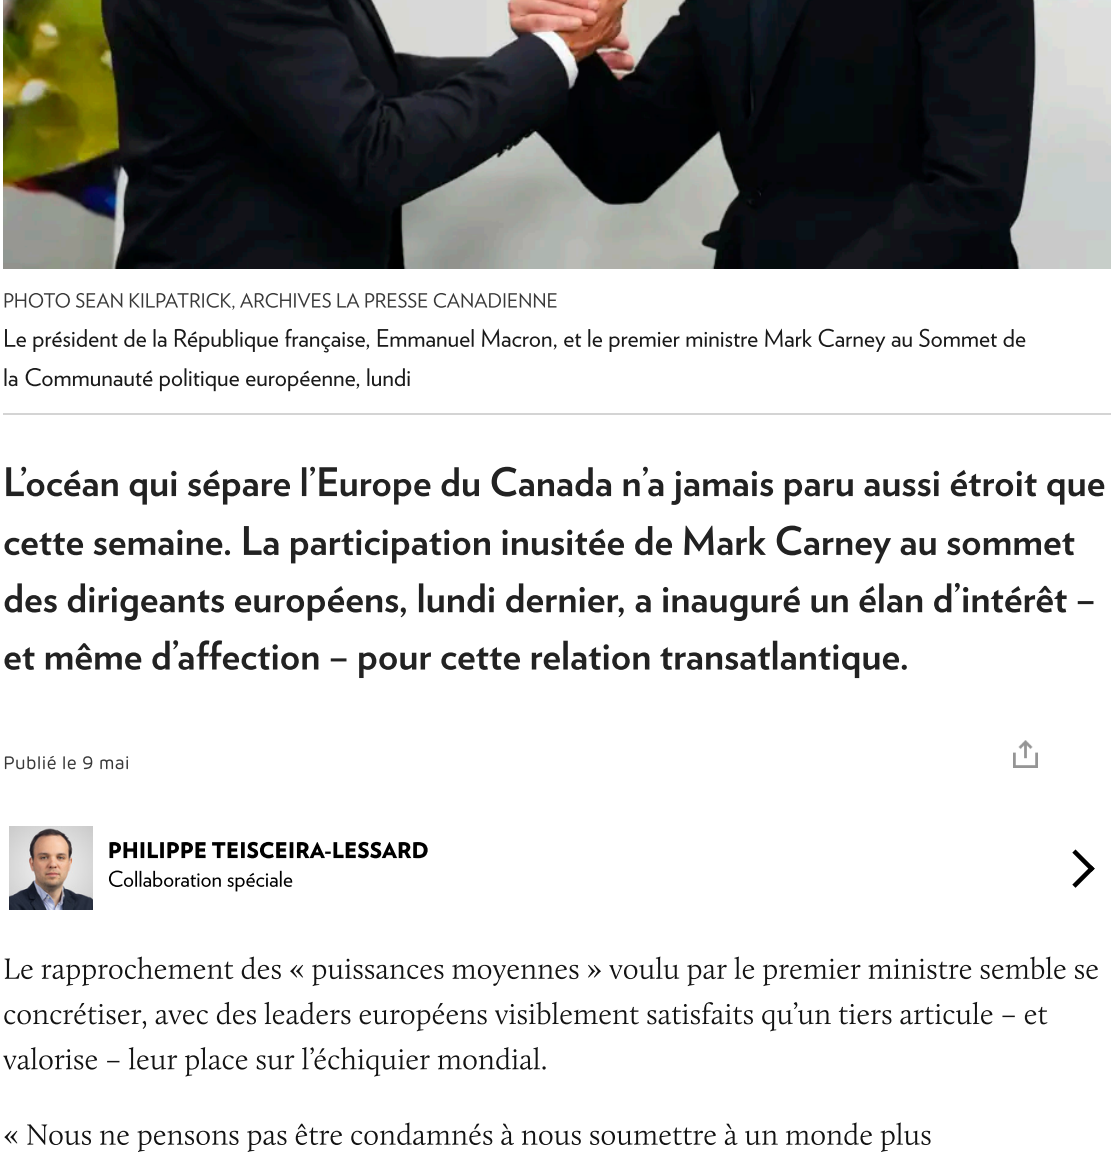 PHOTO SEAN KILPATRICK, ARCHIVES LA PRESSE CANADIENNE
Le président de la République française, Emmanuel Macron, et le premier ministre Mark Carney au Sommet de
la Communauté politique européenne, lundi
L’océan qui sépare l’Europe du Canada n’a jamais paru aussi étroit que
cette semaine. La participation inusitée de Mark Carney au sommet
des dirigeants européens, lundi dernier, a inauguré un élan d’intérêt –
et même d’affection – pour cette relation transatlantique.
Publié le 9 mai
PHILIPPE TEISCEIRA-LESSARD
Collaboration spéciale
Le rapprochement des « puissances moyennes » voulu par le premier ministre semble se
concrétiser, avec des leaders européens visiblement satisfaits qu’un tiers articule – et
valorise – leur place sur l’échiquier mondial.
« Nous ne pensons pas être condamnés à nous soumettre à un monde plus